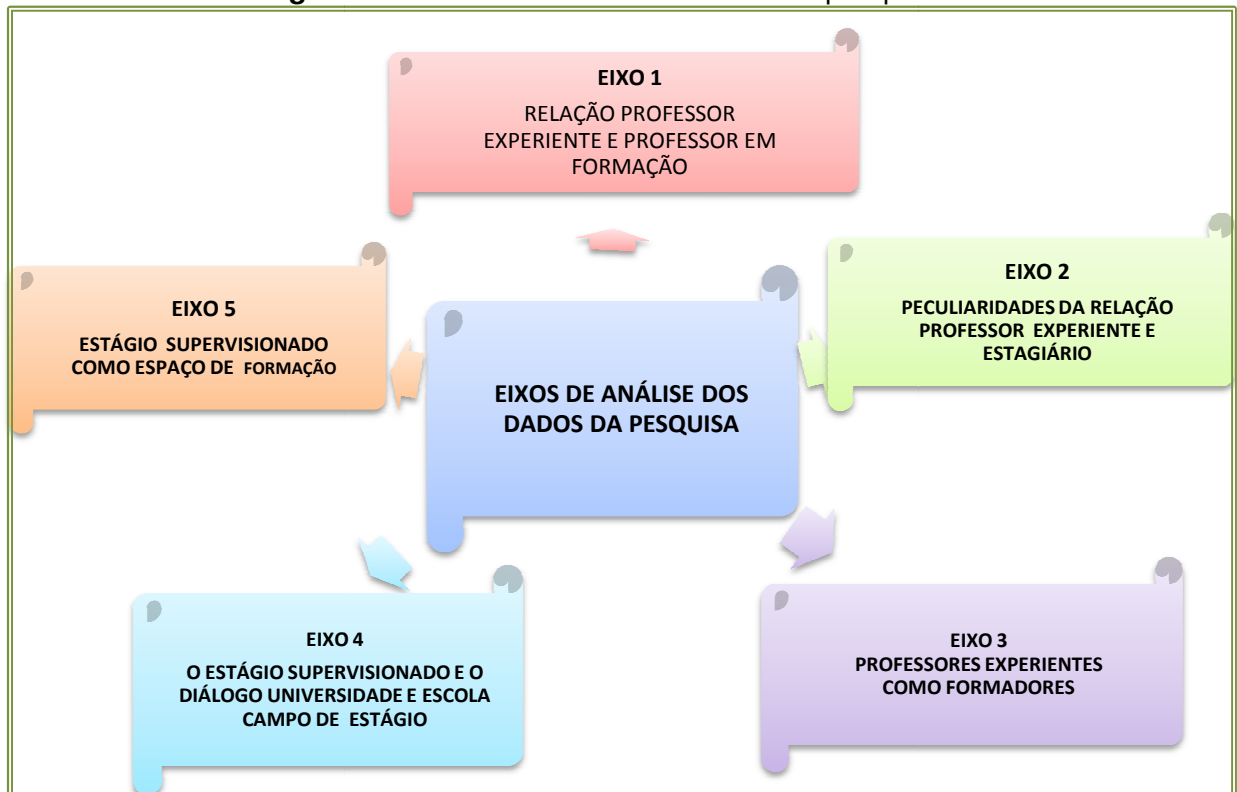 EIXO 1
RELAÇÃO PROFESSOR
EXPERIENTE E PROFESSOR EM
FORMAÇÃO
EIXO 2
PECULIARIDADES DA RELAÇÃO
PROFESSOR EXPERIENTE E
ESTAGIÁRIO
EIXO 5
ESTÁGIO SUPERVISIONADO
COMO ESPAÇO DE FORMAÇÃO
EIXOS DE ANÁLISE DOS
DADOS DA PESQUISA
EIXO 4
O ESTÁGIO SUPERVISIONADO E O
DIÁLOGO UNIVERSIDADE E ESCOLA
CAMPO DE ESTÁGIO
EIXO 3
PROFESSORES EXPERIENTES
COMO FORMADORES